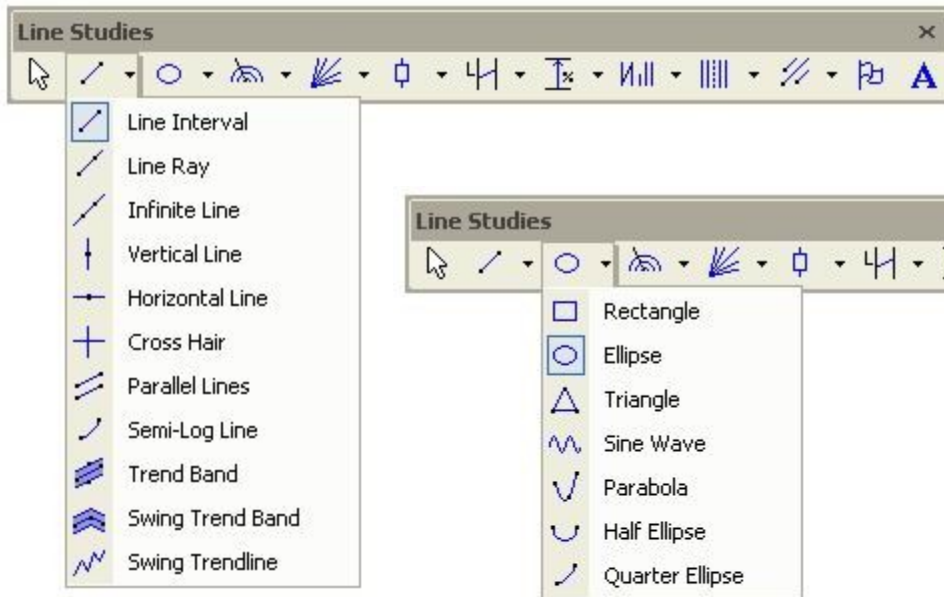 Line Studies
%
A
Line Interval
Line Ray
Infinite Line
Vertical Line
Horizontal Line
Cross Hair
Parallel Lines
Semi-Log Line
Trend Band
Swing Trend Band
Swing Trendline
Line Studies
Rectangle
Ellipse
Triangle
Sine Wave
Parabola
Half Ellipse
Quarter Ellipse